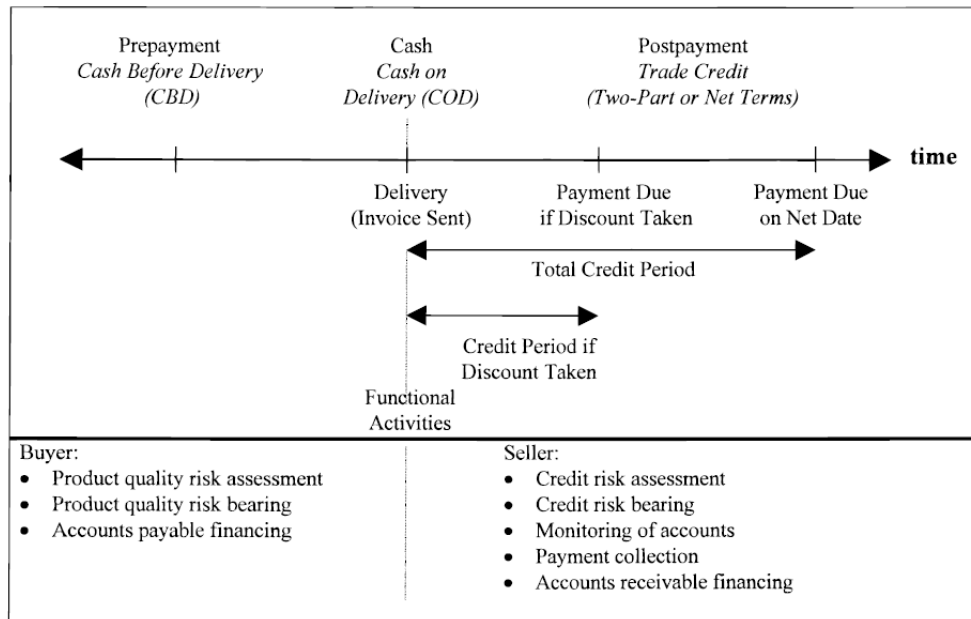 Prepayment
Cash Before Delivery
(CBD)
Cash
Cash on
Delivery (COD)
Postpayment
Trade Credit
(Two-Part or Net Terms)
time
Delivery
(Invoice Sent)
Payment Due
if Discount Taken
Payment Due
on Net Date
Total Credit Period
Credit Period if
Discount Taken
Functional
Activities
Buyer:
• Product quality risk assessment
• Product quality risk bearing
• Accounts payable financing
Seller:
• Credit risk assessment
• Credit risk bearing
• Monitoring of accounts
• Payment collection
• Accounts receivable financing